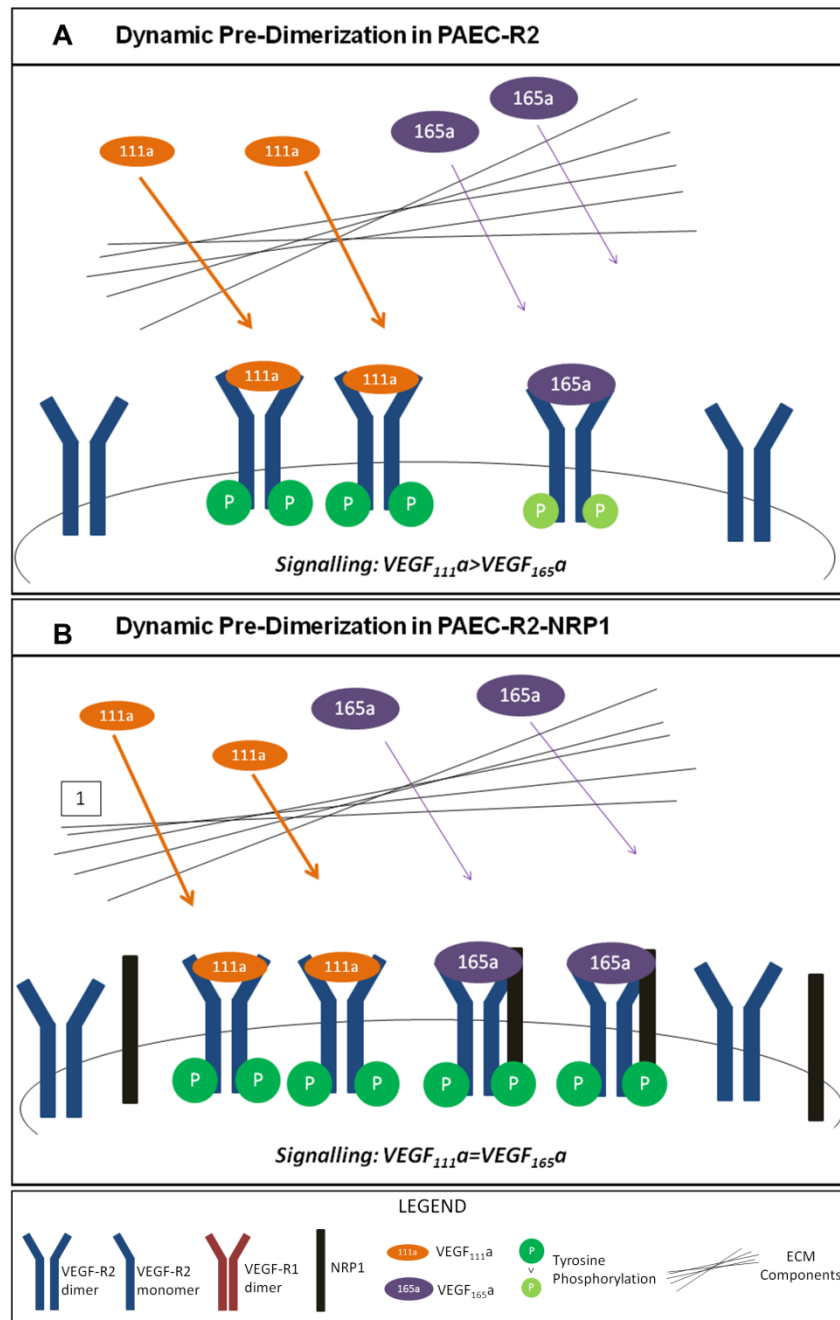 A Dynamic Pre-Dimerization in PAEC-R2
165a
165a
111a
111a
111a
111a
165a
P
P
P
P
P
P
Signalling: VEGF111a>VEGF165a
B Dynamic Pre-Dimerization in PAEC-R2-NRP1
165a
165a
111a
111a
1
111a
111a
165a
165a
P
P
P
P
P
P
P
P
Signalling: VEGF111a=VEGF165a
LEGEND
VEGF-R2
dimer
VEGF-R2
monomer
VEGF-R1
dimer
NRP1
111a
VEGF111a
165a
VEGF165a
P
P
Tyrosine
Phosphorylation
ECM
Components